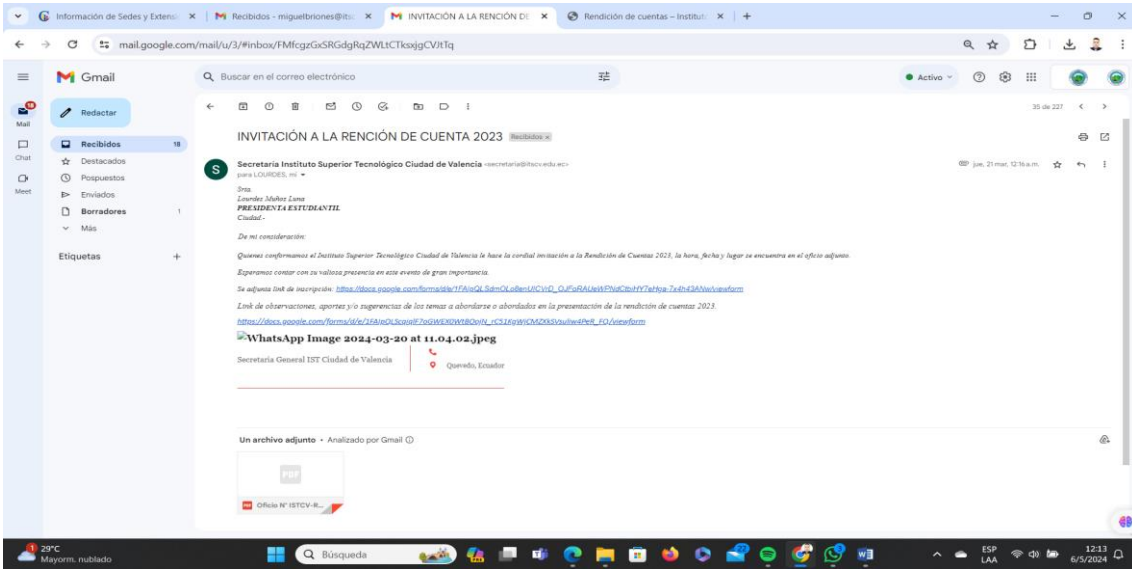 Información de Sedes y Extensi
Recibidos - miguelbriones@its
INVITACIÓN A LA RENCIÓN DE
Rendición de cuentas – Institut
mail.google.com/mail/u/3/#inbox/FMfcgzGxSRGdgRqZWLtCTksxjgCVJtTq
Gmail
Buscar en el correo electrónico
Activo
18
Mail
Chat
Meet
Redactar
Recibidos 18
Destacados
Pospuestos
Enviados
Borradores 1
Más
Etiquetas
35 de 227
INVITACIÓN A LA RENCIÓN DE CUENTA 2023 Recibidos x
S
Secretaría Instituto Superior Tecnológico Ciudad de Valencia <secretaria@itscv.edu.ec>
jue, 21 mar, 12:16 a.m.
para LOURDES, mí
Srta.
Lourdes Muñoz Luna
PRESIDENTA ESTUDIANTIL
Ciudad.-
De mi consideración:
Quienes conformamos el Instituto Superior Tecnológico Ciudad de Valencia le hace la cordial invitación a la Rendición de Cuentas 2023, la hora, fecha y lugar se encuentra en el oficio adjunto.
Esperamos contar con su valiosa presencia en este evento de gran importancia.
Se adjunta link de inscripción:
Link de observaciones, aportes y/o sugerencias de los temas a abordarse o abordados en la presentación de la rendición de cuentas 2023.
WhatsApp Image 2024-03-20 at 11.04.02.jpeg
Secretaria General IST Ciudad de Valencia
Quevedo, Ecuador
Un archivo adjunto • Analizado por Gmail
PDF
PDF Oficio N° ISTCV-R...
1
29°C
Mayorm. nublado
Búsqueda
ESP
LAA
12:13
6/5/2024